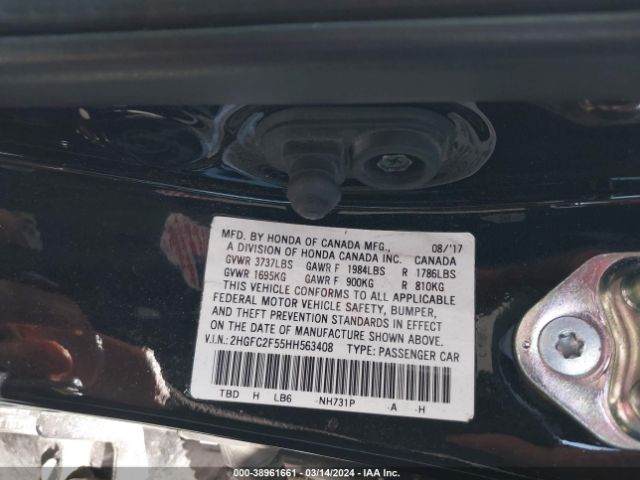 MFD. BY HONDA OF CANADA MFG., 08/'17
A DIVISION OF HONDA CANADA INC. CANADA
GVWR 3737LBS GAWR F 1984LBS R 1786LBS
GVWR 1695KG GAWR F 900KG R 810KG
THIS VEHICLE CONFORMS TO ALL APPLICABLE
FEDERAL MOTOR VEHICLE SAFETY, BUMPER,
AND THEFT PREVENTION STANDARDS IN EFFECT
ON THE DATE OF MANUFACTURE SHOWN ABOVE.
V.I.N.: 2HGFC2F55HH563408 TYPE: PASSENGER CAR
TBD H LB6 -NH731P -A -H
000-38961661 — 03/14/2024 — IAA Inc.